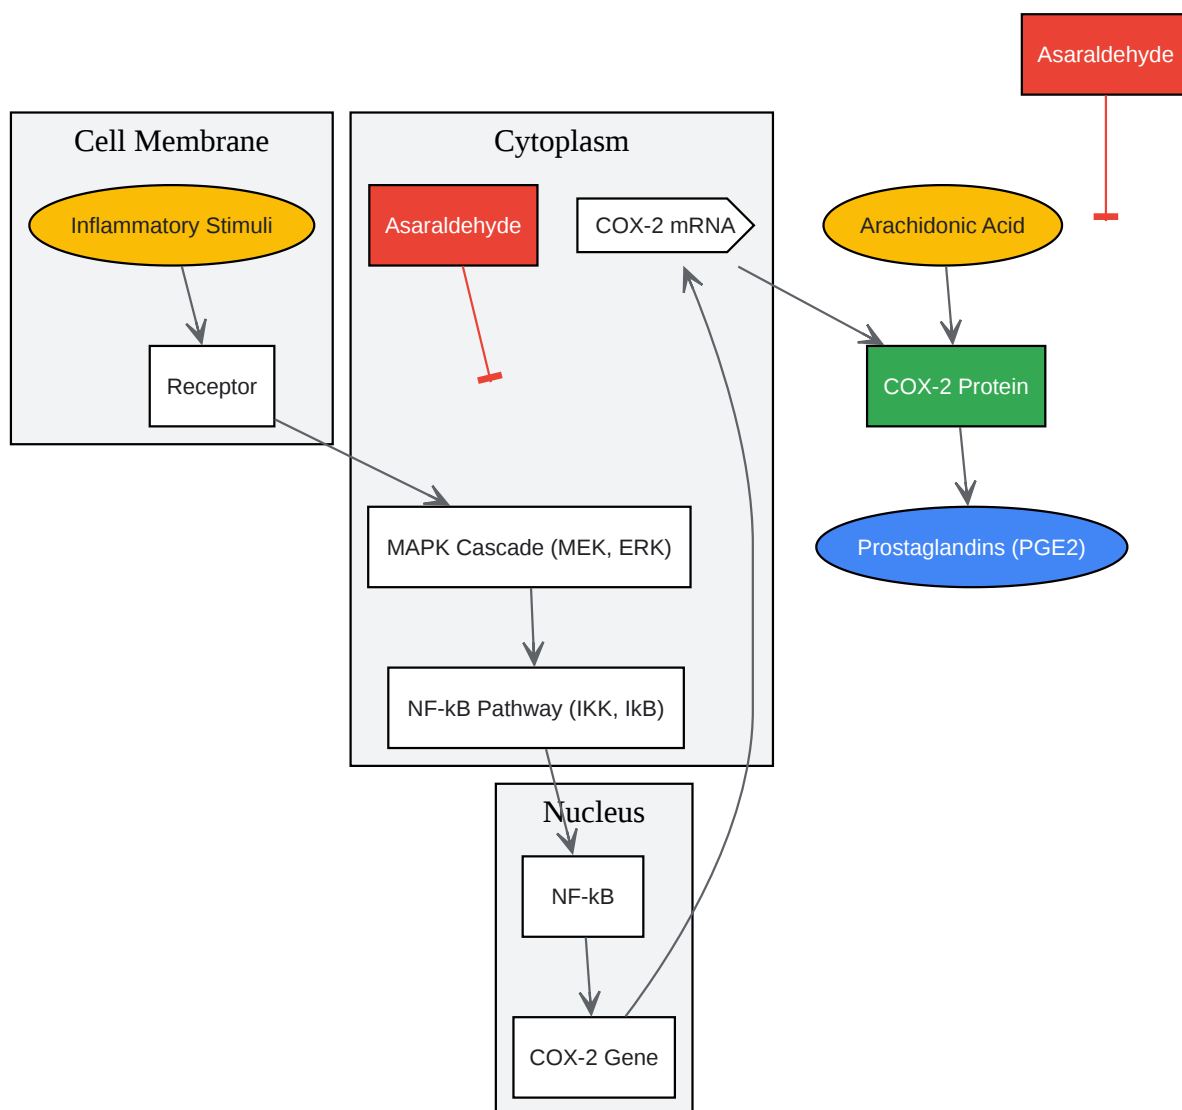 Asaraldehyde
Cell Membrane
Cytoplasm
Inflammatory Stimuli
Asaraldehyde
COX-2 mRNA
Arachidonic Acid
Receptor
COX-2 Protein
MAPK Cascade (MEK, ERK)
Prostaglandins (PGE2)
NF-kB Pathway (IKK, IkB)
Nucleus
NF-kB
COX-2 Gene